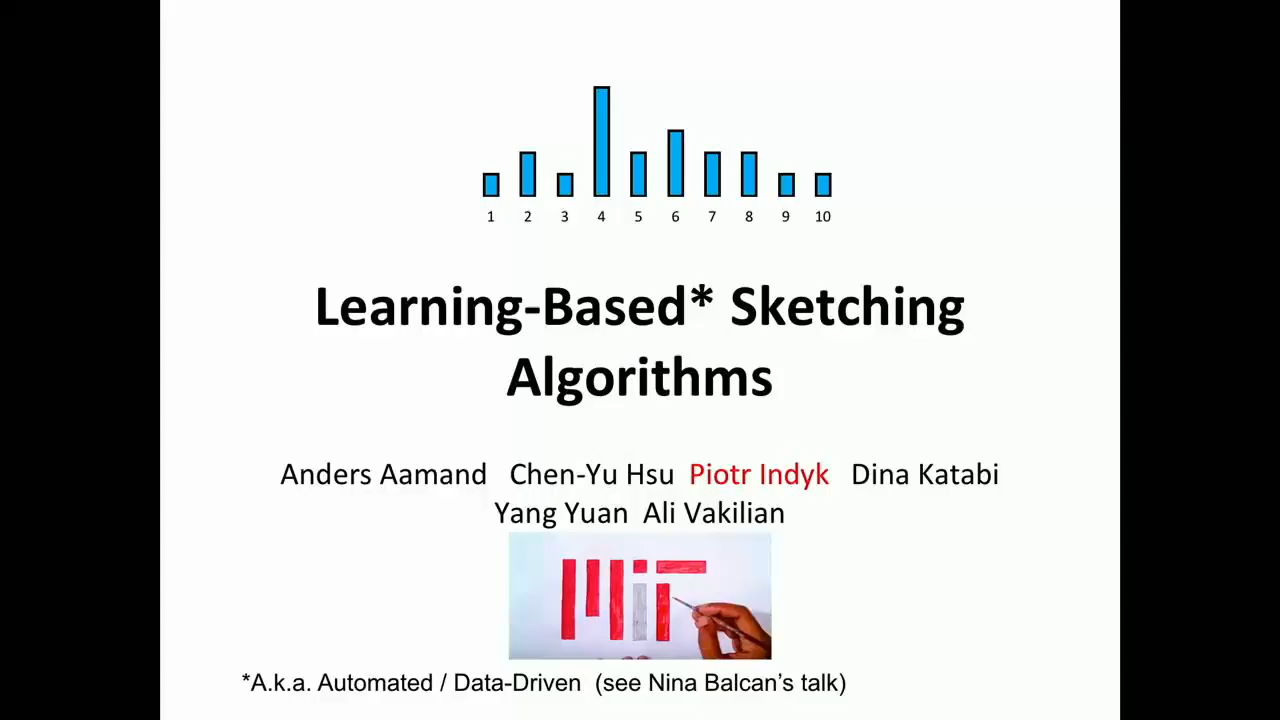 1 2 3 4 5 6 7 8 9 10
Learning-Based* Sketching
Algorithms
Anders Aamand Chen-Yu Hsu Piotr Indyk Dina Katabi
Yang Yuan Ali Vakilian
MIT
*A.k.a. Automated / Data-Driven (see Nina Balcan's talk)